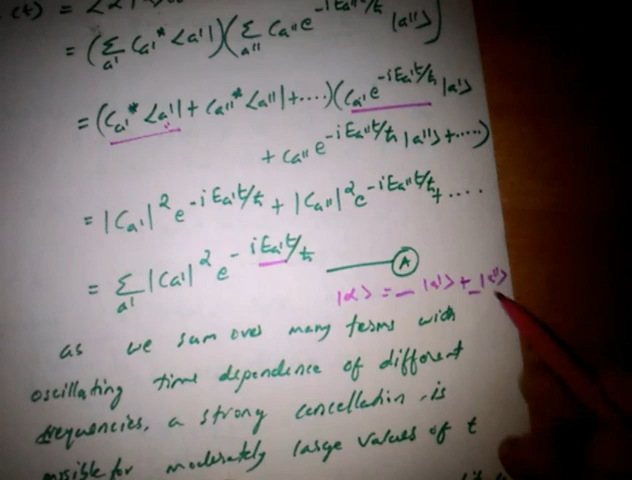 (t) = <α|
= (Σ_{a'} C_{a'}* <a'|)(Σ_{a''} C_{a''} e^{-iE_{a''}t/ħ} |a''>)
= (C_{a'}* <a'| + C_{a''}* <a''| + ....)(C_{a'} e^{-iE_{a'}t/ħ} |a'>
+ C_{a''} e^{-iE_{a''}t/ħ} |a''> + ....)
= |C_{a'}|² e^{-iE_{a'}t/ħ} + |C_{a''}|² e^{-iE_{a''}t/ħ} + ....
= Σ_{a'} |C_{a'}|² e^{-iE_{a'}t/ħ} — A
|α> = _ |a'> + _ |a''>
as we sum over many terms with
oscillating time dependence of different
frequencies, a strong cancellation is
for moderately large values of t